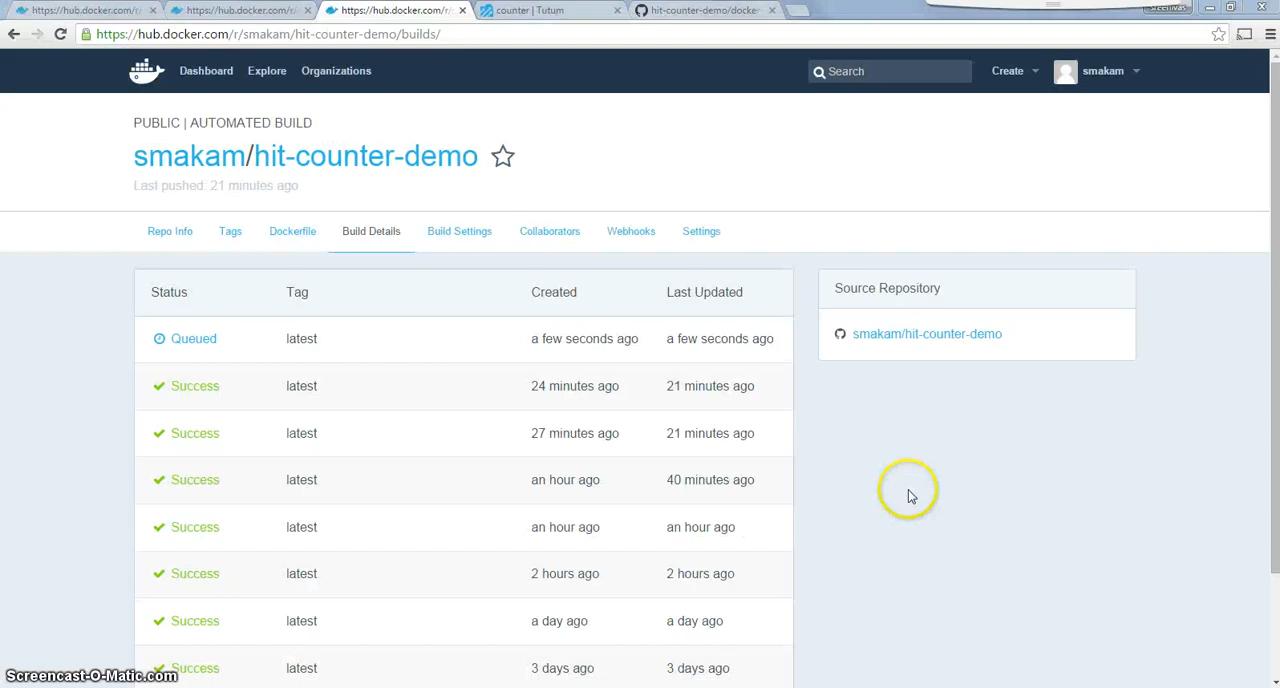 https://hub.docker.com/r/
https://hub.docker.com/r/
https://hub.docker.com/r/
counter | Tutum
hit-counter-demo/docke
https://hub.docker.com/r/smakam/hit-counter-demo/builds/
Dashboard Explore Organizations Search Create smakam
PUBLIC | AUTOMATED BUILD
smakam/hit-counter-demo
Last pushed: 21 minutes ago
Repo Info Tags Dockerfile Build Details Build Settings Collaborators Webhooks Settings
Status Tag Created Last Updated
Queued latest a few seconds ago a few seconds ago
Success latest 24 minutes ago 21 minutes ago
Success latest 27 minutes ago 21 minutes ago
Success latest an hour ago 40 minutes ago
Success latest an hour ago an hour ago
Success latest 2 hours ago 2 hours ago
Success latest a day ago a day ago
Success latest 3 days ago 3 days ago
Source Repository
smakam/hit-counter-demo
Screencast-O-Matic.com